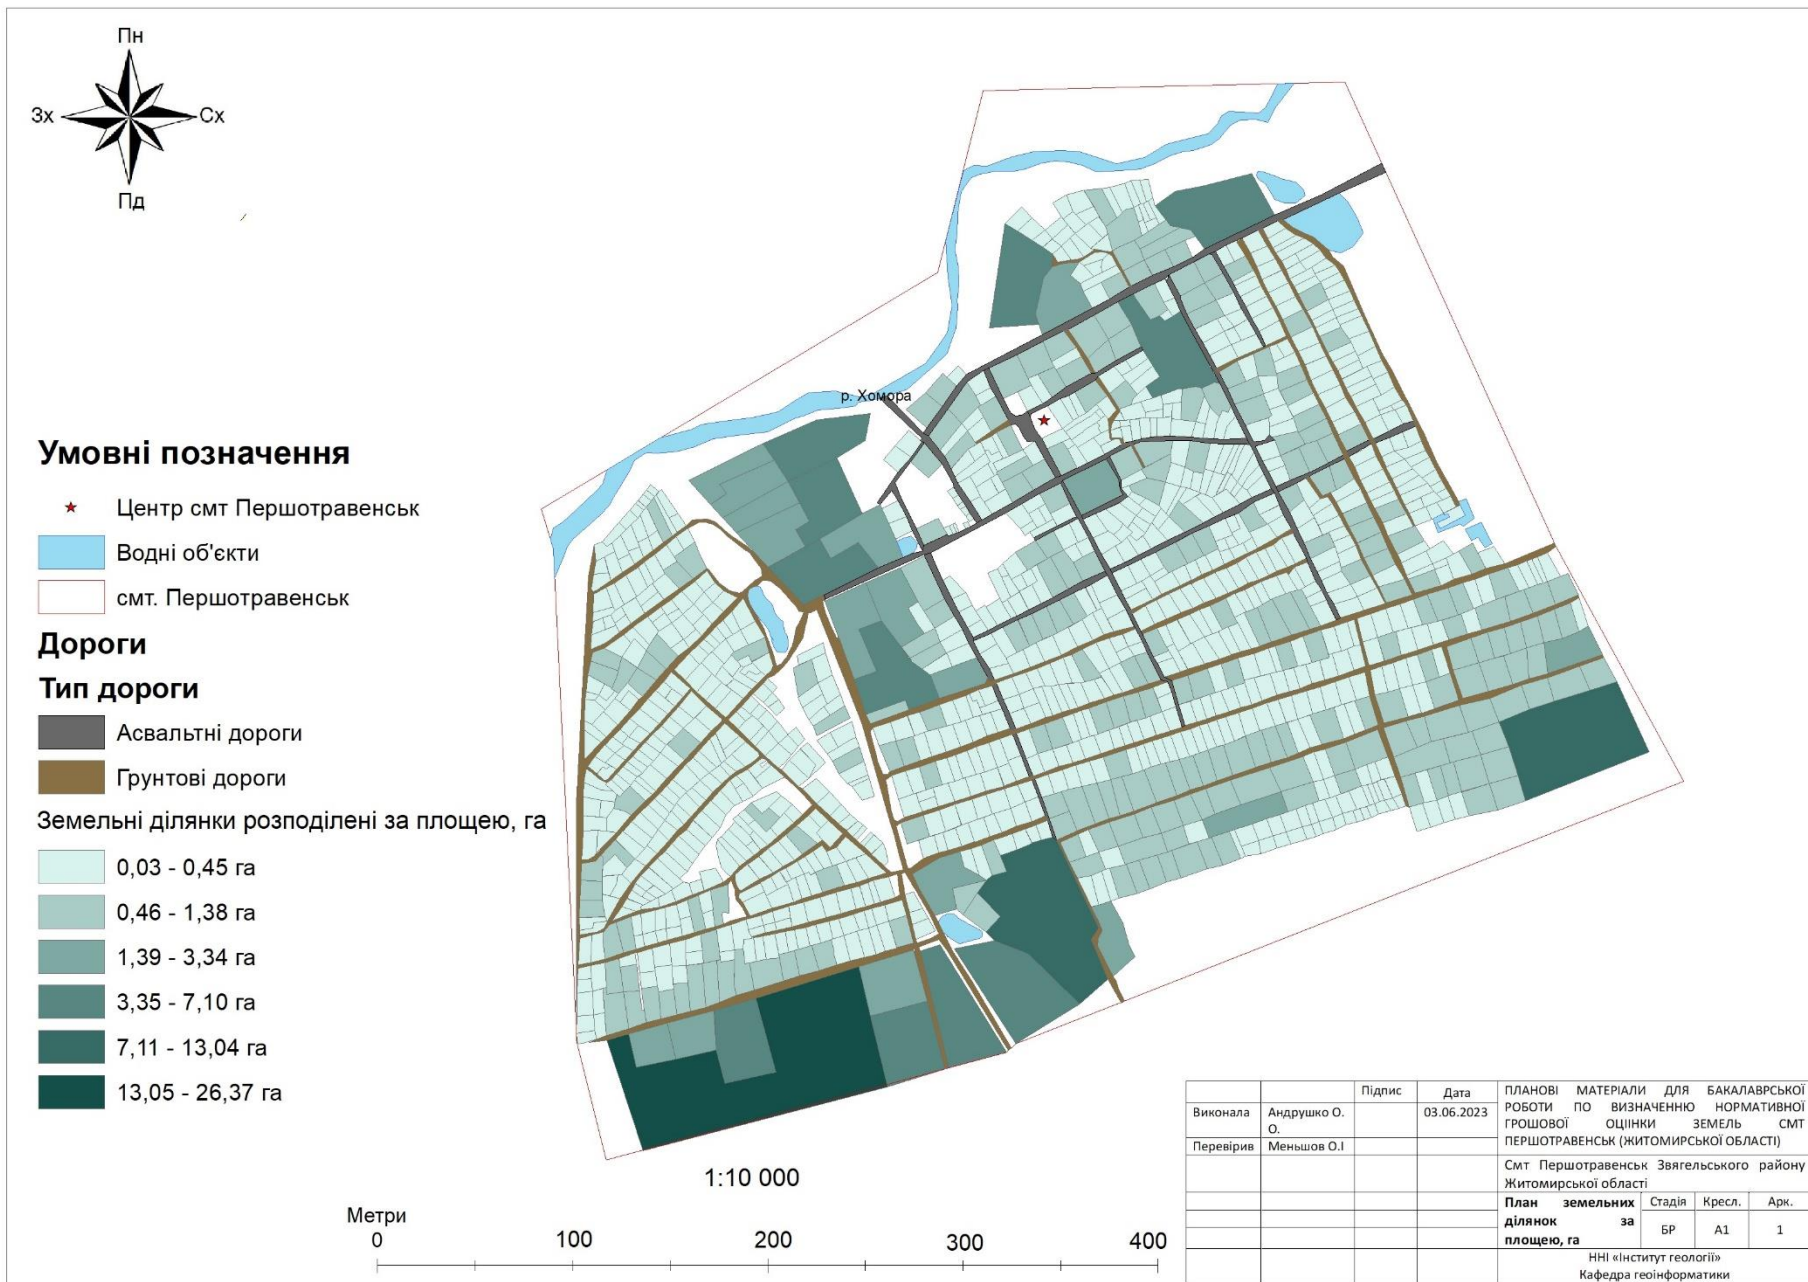 Пн
Зх
Сх
Пд
р. Хомора
Умовні позначення
Центр смт Першотравенськ
Водні об'єкти
смт. Першотравенськ
Дороги
Тип дороги
Асвальтні дороги
Грунтові дороги
Земельні ділянки розподілені за площею, га
0,03 - 0,45 га
0,46 - 1,38 га
1,39 - 3,34 га
3,35 - 7,10 га
7,11 - 13,04 га
13,05 - 26,37 га
1:10 000
Метри
0 100 200 300 400
Підпис Дата
Виконала Андрушко О. О. 03.06.2023
Перевірив Меньшов О.І
ПЛАНОВІ МАТЕРІАЛИ ДЛЯ БАКАЛАВРСЬКОЇ
РОБОТИ ПО ВИЗНАЧЕННЮ НОРМАТИВНОЇ
ГРОШОВОЇ ОЦІІНКИ ЗЕМЕЛЬ СМТ
ПЕРШОТРАВЕНСЬК (ЖИТОМИРСЬКОЇ ОБЛАСТІ)
Смт Першотравенськ Звягельського району
Житомирської області
План земельних
ділянок за
площею, га
Стадія Кресл. Арк.
БР А1 1
ННІ «Інститут геології»
Кафедра геоінформатики